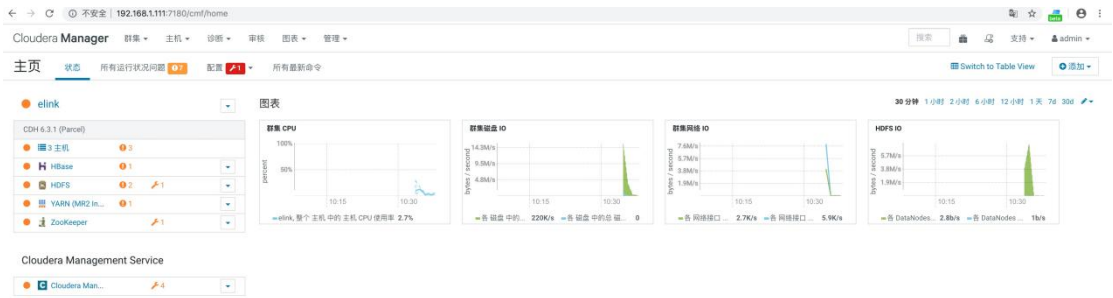 不安全 | 192.168.1.111:7180/cmf/home
Cloudera Manager 群集 主机 诊断 审核 图表 管理 搜索 支持 admin
主页 状态 所有运行状况问题 7 配置 1 所有最新命令 Switch to Table View 添加
elink
CDH 6.3.1 (Parcel)
3 主机 3
HBase 1
HDFS 2 1
YARN (MR2 In... 1
ZooKeeper 1
Cloudera Management Service
Cloudera Man... 4
图表 30 分钟 1 小时 2 小时 6 小时 12 小时 1 天 7d 30d
群集 CPU
percent
100%
50%
10:15 10:30
elink, 整个 主机 中的 主机 CPU 使用率 2.7%
群集磁盘 IO
bytes / second
14.3M/s
9.5M/s
4.8M/s
10:15 10:30
各 磁盘 中的... 220K/s 各 磁盘 中的总 磁... 0
群集网络 IO
bytes / second
7.6M/s
5.7M/s
3.8M/s
1.9M/s
10:15 10:30
各 网络接口 ... 2.7K/s 各 网络接口 ... 5.9K/s
HDFS IO
bytes / second
5.7M/s
3.8M/s
1.9M/s
10:15 10:30
各 DataNodes... 2.8b/s 各 DataNodes ... 1b/s